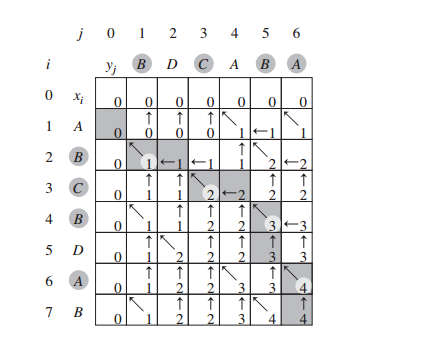 j 0 1 2 3 4 5 6
i y_j B D C A B A
0 x_i 0 0 0 0 0 0 0
1 A 0 ↑0 ↑0 ↑0 ↖1 ←1 ↖1
2 B 0 ↖1 ←1 ←1 ↑1 ↖2 ←2
3 C 0 ↑1 ↑1 ↖2 ←2 ↑2 ↑2
4 B 0 ↖1 ↑1 ↑2 ↑2 ↖3 ←3
5 D 0 ↑1 ↖2 ↑2 ↑2 ↑3 ↑3
6 A 0 ↑1 ↑2 ↑2 ↖3 ↑3 ↖4
7 B 0 ↖1 ↑2 ↑2 ↑3 ↖4 ↑4